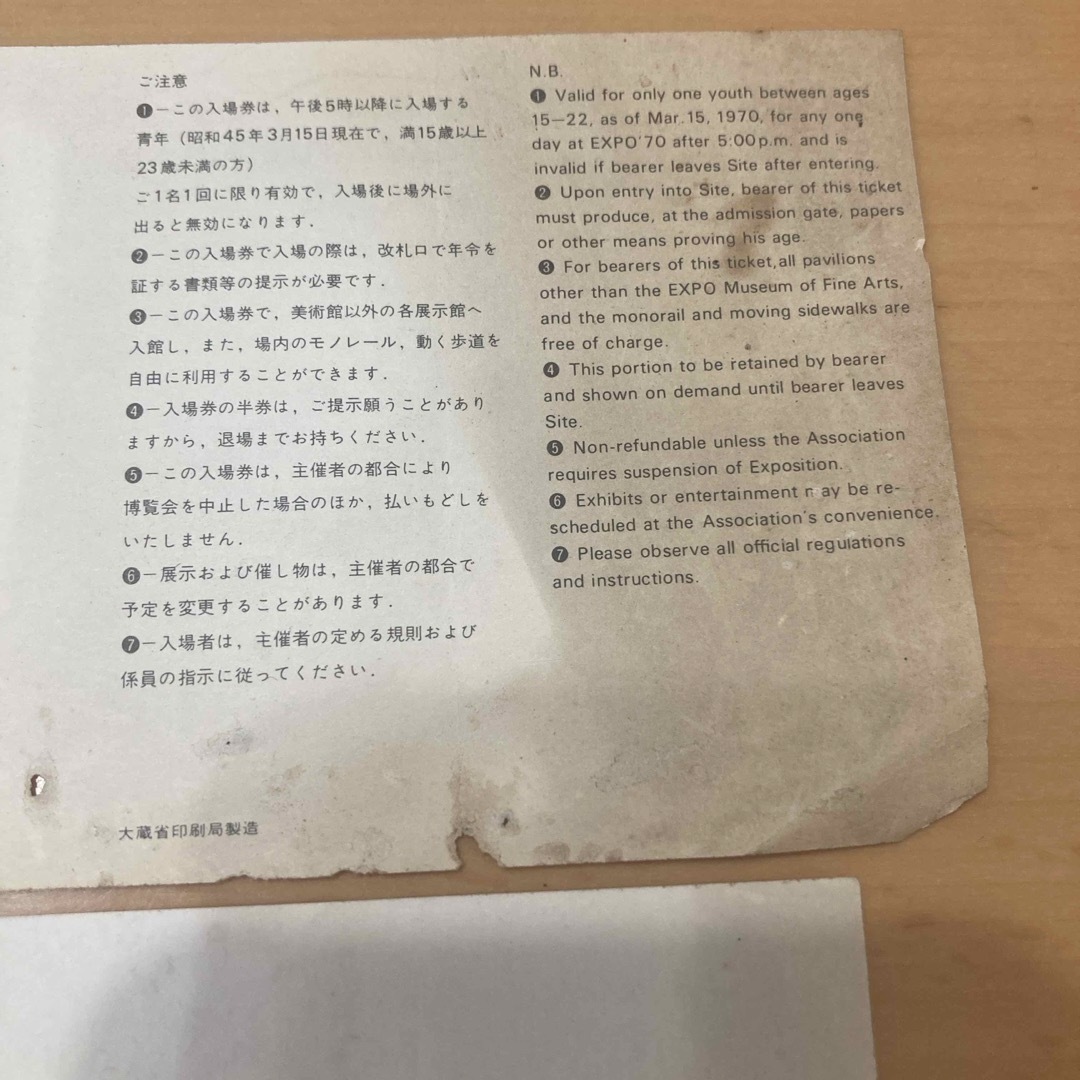 ご注意
❶－この入場券は，午後5時以降に入場する
青年（昭和45年3月15日現在で，満15歳以上
23歳未満の方）
ご1名1回に限り有効で，入場後に場外に
出ると無効になります．
❷－この入場券で入場の際は，改札口で年令を
証する書類等の提示が必要です．
❸－この入場券で，美術館以外の各展示館へ
入館し，また，場内のモノレール，動く歩道を
自由に利用することができます．
❹－入場券の半券は，ご提示願うことがあり
ますから，退場までお持ちください．
❺－この入場券は，主催者の都合により
博覧会を中止した場合のほか，払いもどしを
いたしません．
❻－展示および催し物は，主催者の都合で
予定を変更することがあります．
❼－入場者は，主催者の定める規則および
係員の指示に従ってください．
大蔵省印刷局製造
N.B.
❶ Valid for only one youth between ages
15—22, as of Mar. 15, 1970, for any one
day at EXPO'70 after 5:00p.m. and is
invalid if bearer leaves Site after entering.
❷ Upon entry into Site, bearer of this ticket
must produce, at the admission gate, papers
or other means proving his age.
❸ For bearers of this ticket, all pavilions
other than the EXPO Museum of Fine Arts,
and the monorail and moving sidewalks are
free of charge.
❹ This portion to be retained by bearer
and shown on demand until bearer leaves
Site.
❺ Non-refundable unless the Association
requires suspension of Exposition.
❻ Exhibits or entertainment may be re-
scheduled at the Association's convenience.
❼ Please observe all official regulations
and instructions.